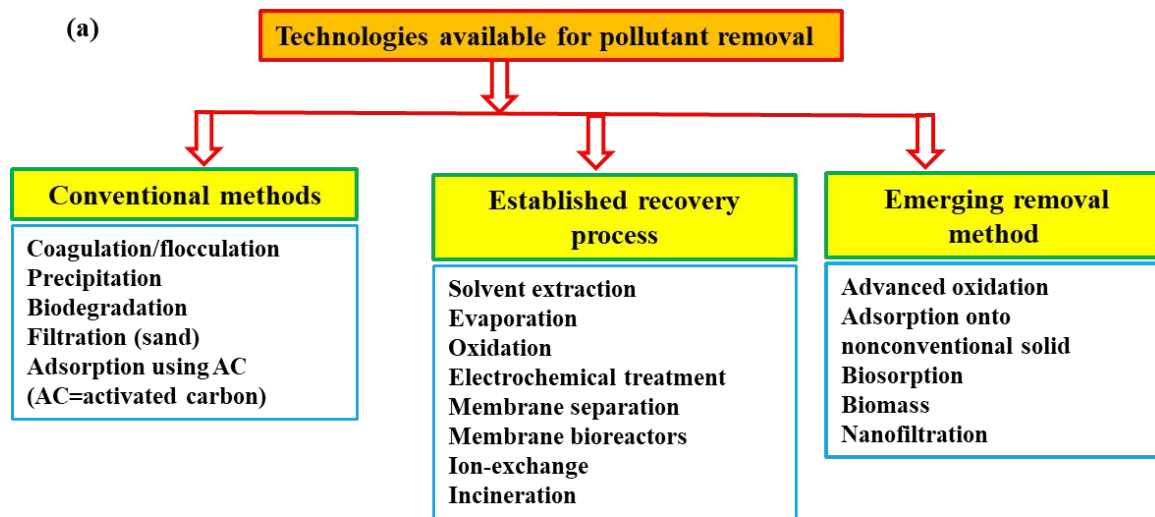 (a)
Technologies available for pollutant removal
Conventional methods
Coagulation/flocculation
Precipitation
Biodegradation
Filtration (sand)
Adsorption using AC
(AC=activated carbon)
Established recovery
process
Solvent extraction
Evaporation
Oxidation
Electrochemical treatment
Membrane separation
Membrane bioreactors
Ion-exchange
Incineration
Emerging removal
method
Advanced oxidation
Adsorption onto
nonconventional solid
Biosorption
Biomass
Nanofiltration